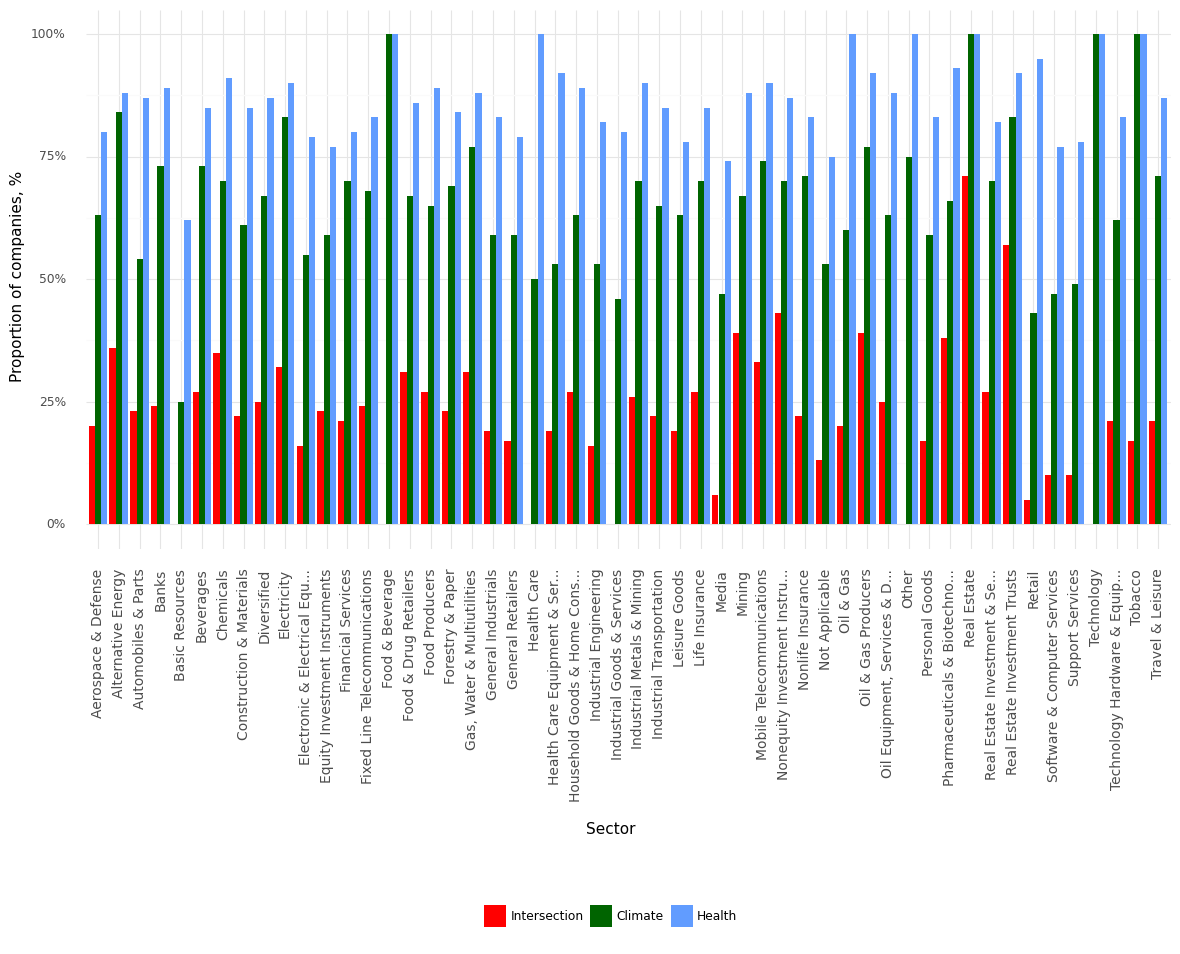 100%
75%
50%
25%
0%
Proportion of companies, %
Aerospace & Defense
Alternative Energy
Automobiles & Parts
Banks
Basic Resources
Beverages
Chemicals
Construction & Materials
Diversified
Electricity
Electronic & Electrical Equ...
Equity Investment Instruments
Financial Services
Fixed Line Telecommunications
Food & Beverage
Food & Drug Retailers
Food Producers
Forestry & Paper
Gas, Water & Multiutilities
General Industrials
General Retailers
Health Care
Health Care Equipment & Ser...
Household Goods & Home Cons...
Industrial Engineering
Industrial Goods & Services
Industrial Metals & Mining
Industrial Transportation
Leisure Goods
Life Insurance
Media
Mining
Mobile Telecommunications
Nonequity Investment Instru...
Nonlife Insurance
Not Applicable
Oil & Gas
Oil & Gas Producers
Oil Equipment, Services & D...
Other
Personal Goods
Pharmaceuticals & Biotechno...
Real Estate
Real Estate Investment & Se...
Real Estate Investment Trusts
Retail
Software & Computer Services
Support Services
Technology
Technology Hardware & Equip...
Tobacco
Travel & Leisure
Sector
Intersection
Climate
Health